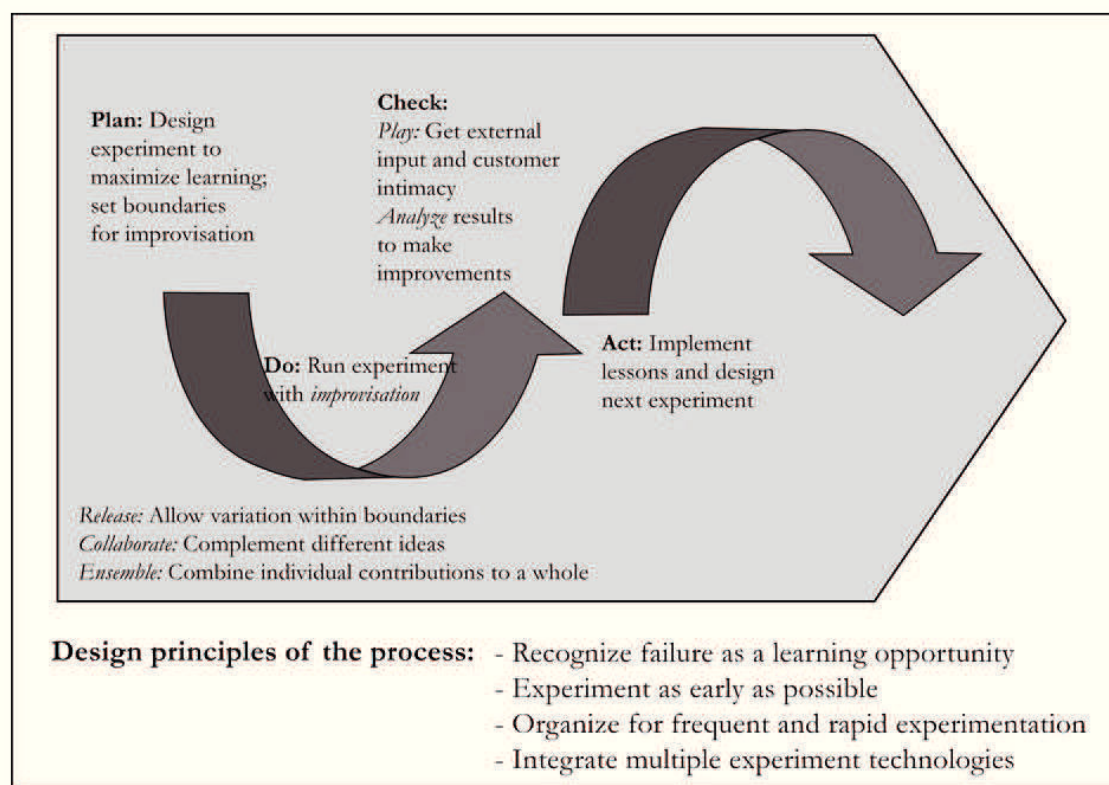 Plan: Design
experiment to
maximize learning;
set boundaries
for improvisation
Check:
Play: Get external
input and customer
intimacy
Analyze results
to make
improvements
Do: Run experiment
with improvisation
Act: Implement
lessons and design
next experiment
Release: Allow variation within boundaries
Collaborate: Complement different ideas
Ensemble: Combine individual contributions to a whole
Design principles of the process: - Recognize failure as a learning opportunity
- Experiment as early as possible
- Organize for frequent and rapid experimentation
- Integrate multiple experiment technologies